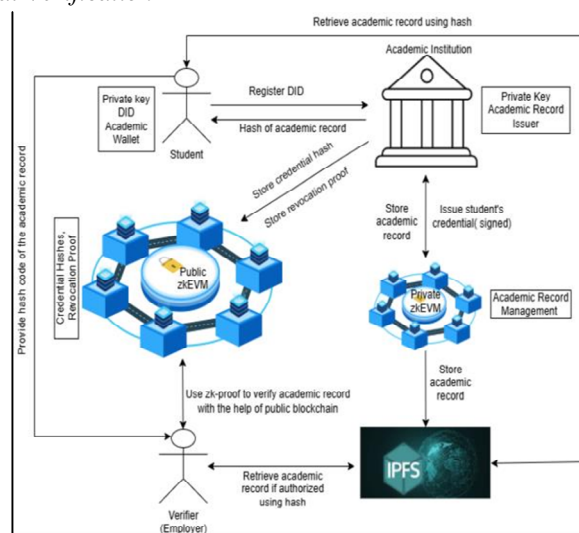 Retrieve academic record using hash
Academic Institution
Private key
DID
Academic
Wallet
Student
Register DID
Hash of academic record
Private Key
Academic Record
Issuer
Store credential hash
Store revocation proof
Store
academic
record
Issue student's
credential( signed)
Provide hash code of the academic record
Credential Hashes,
Revocation Proof
Public
zkEVM
Private
zkEVM
Academic Record
Management
Use zk-proof to verify academic record
with the help of public blockchain
Store
academic
record
Verifier
(Employer)
Retrieve academic
record if authorized
using hash
IPFS